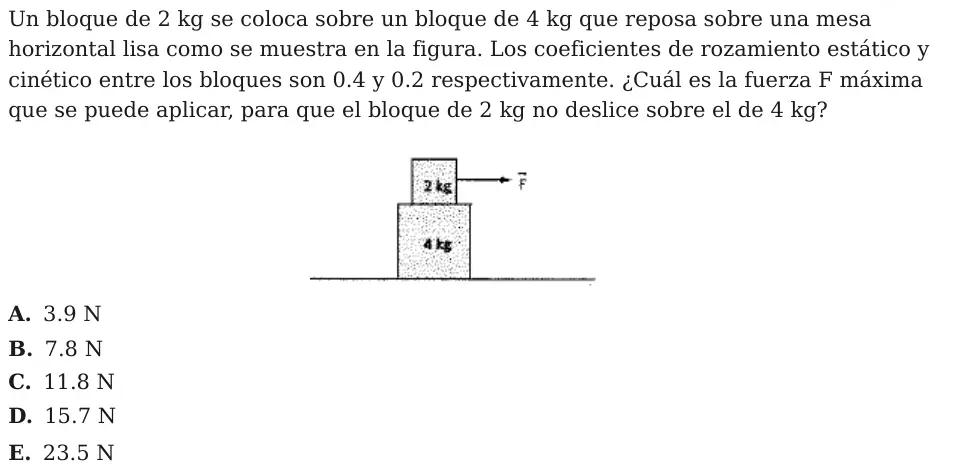 Un bloque de 2 kg se coloca sobre un bloque de 4 kg que reposa sobre una mesa
horizontal lisa como se muestra en la figura. Los coeficientes de rozamiento estático y
cinético entre los bloques son 0.4 y 0.2 respectivamente. ¿Cuál es la fuerza F máxima
que se puede aplicar, para que el bloque de 2 kg no deslice sobre el de 4 kg?
2 kg
F
4 kg
A. 3.9 N
B. 7.8 N
C. 11.8 N
D. 15.7 N
E. 23.5 N